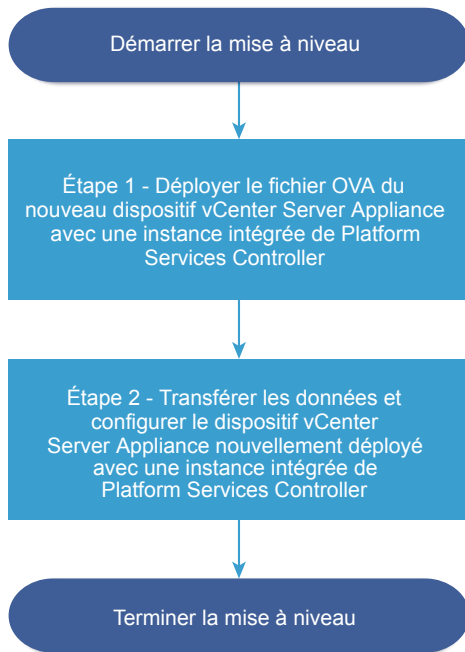 Démarrer la mise à niveau
Étape 1 - Déployer le fichier OVA du
nouveau dispositif vCenter Server Appliance
avec une instance intégrée de Platform
Services Controller
Étape 2 - Transférer les données et
configurer le dispositif vCenter
Server Appliance nouvellement déployé
avec une instance intégrée de
Platform Services Controller
Terminer la mise à niveau